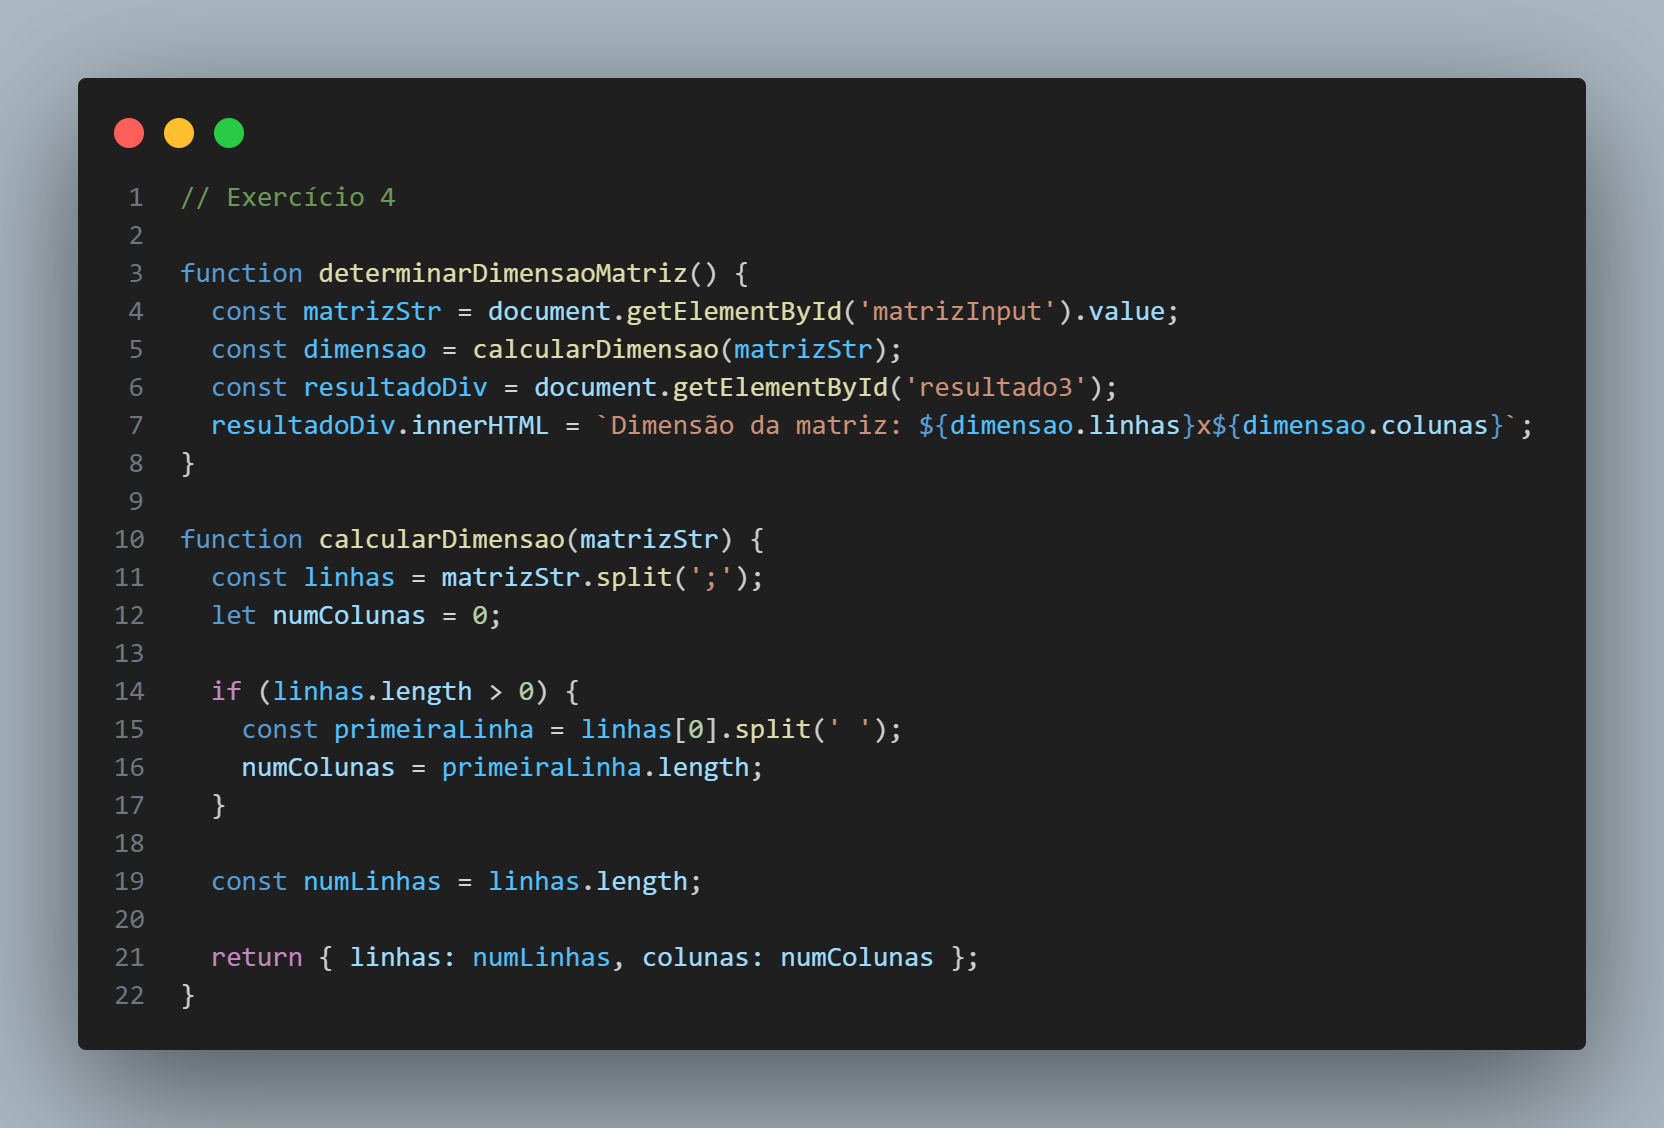 1 // Exercício 4
2
3 function determinarDimensaoMatriz() {
4   const matrizStr = document.getElementById('matrizInput').value;
5   const dimensao = calcularDimensao(matrizStr);
6   const resultadoDiv = document.getElementById('resultado3');
7   resultadoDiv.innerHTML = `Dimensão da matriz: ${dimensao.linhas}x${dimensao.colunas}`;
8 }
9
10 function calcularDimensao(matrizStr) {
11   const linhas = matrizStr.split(';');
12   let numColunas = 0;
13
14   if (linhas.length > 0) {
15     const primeiraLinha = linhas[0].split(' ');
16     numColunas = primeiraLinha.length;
17   }
18
19   const numLinhas = linhas.length;
20
21   return { linhas: numLinhas, colunas: numColunas };
22 }